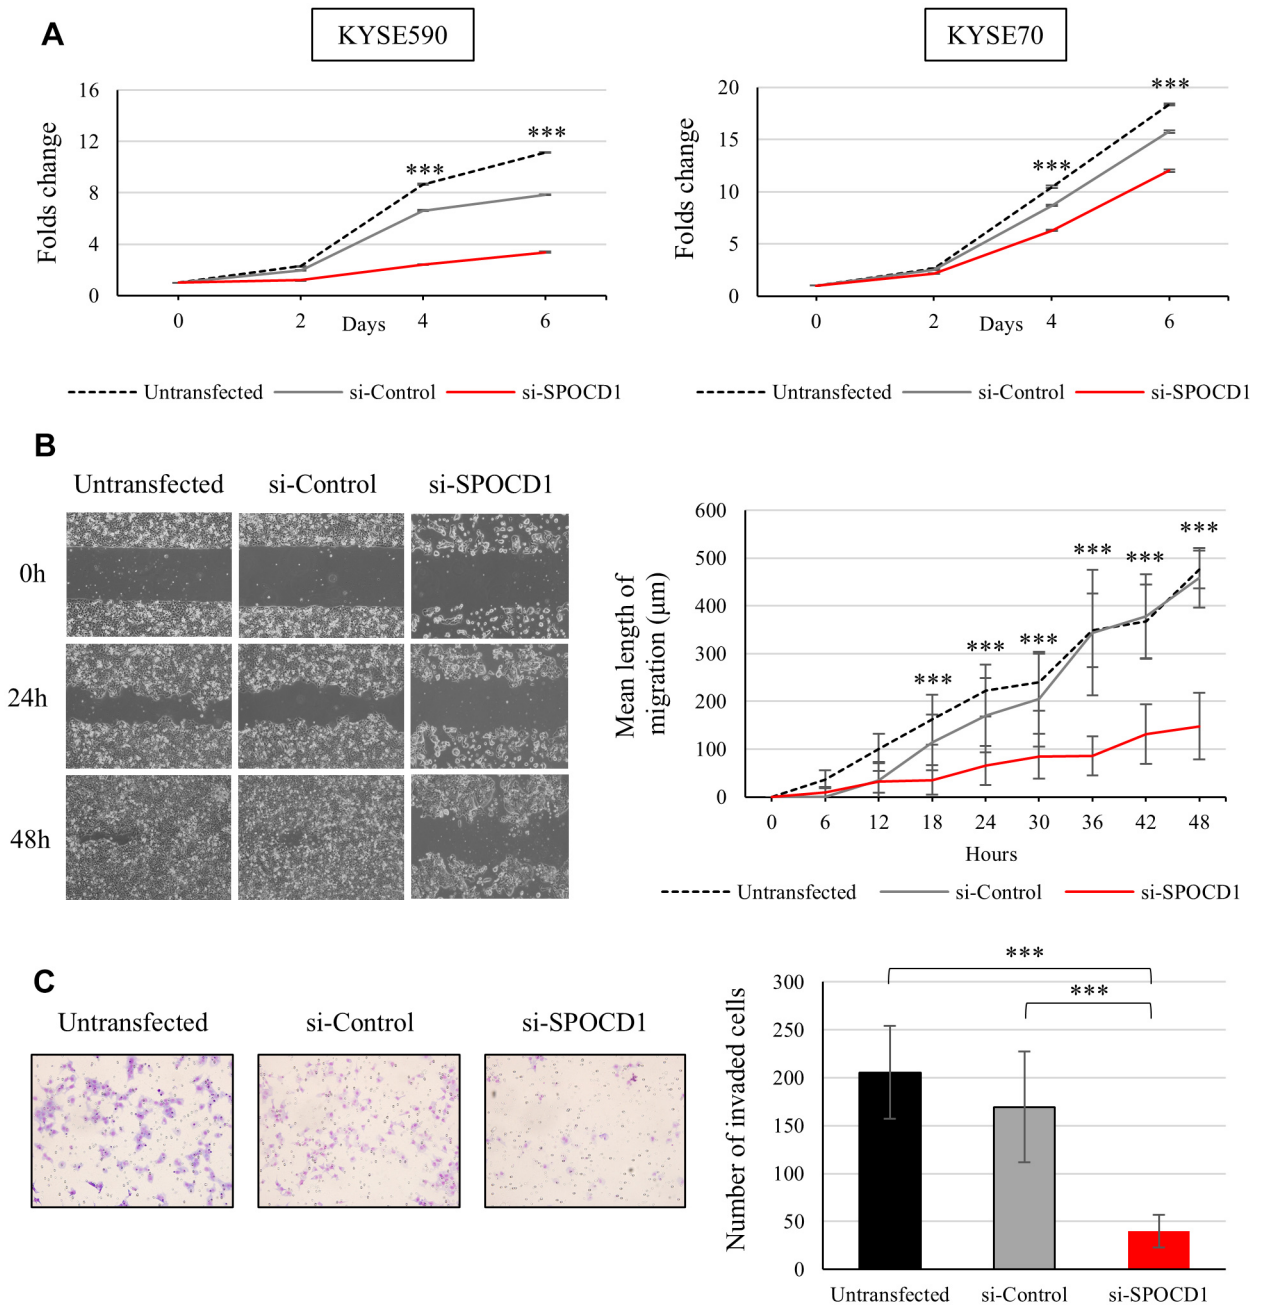 A
KYSE590
KYSE70
Folds change
16
12
8
4
0
***
***
0
2
4
6
Days
Untransfected
si-Control
si-SPOCD1
Folds change
20
15
10
5
0
***
***
0
2
4
6
Days
Untransfected
si-Control
si-SPOCD1
B
Untransfected
si-Control
si-SPOCD1
0h
24h
48h
Mean length of
migration (μm)
600
500
400
300
200
100
0
***
***
***
***
***
***
0
6
12
18
24
30
36
42
48
Hours
Untransfected
si-Control
si-SPOCD1
C
Untransfected
si-Control
si-SPOCD1
Number of invaded cells
300
250
200
150
100
50
0
***
***
Untransfected
si-Control
si-SPOCD1